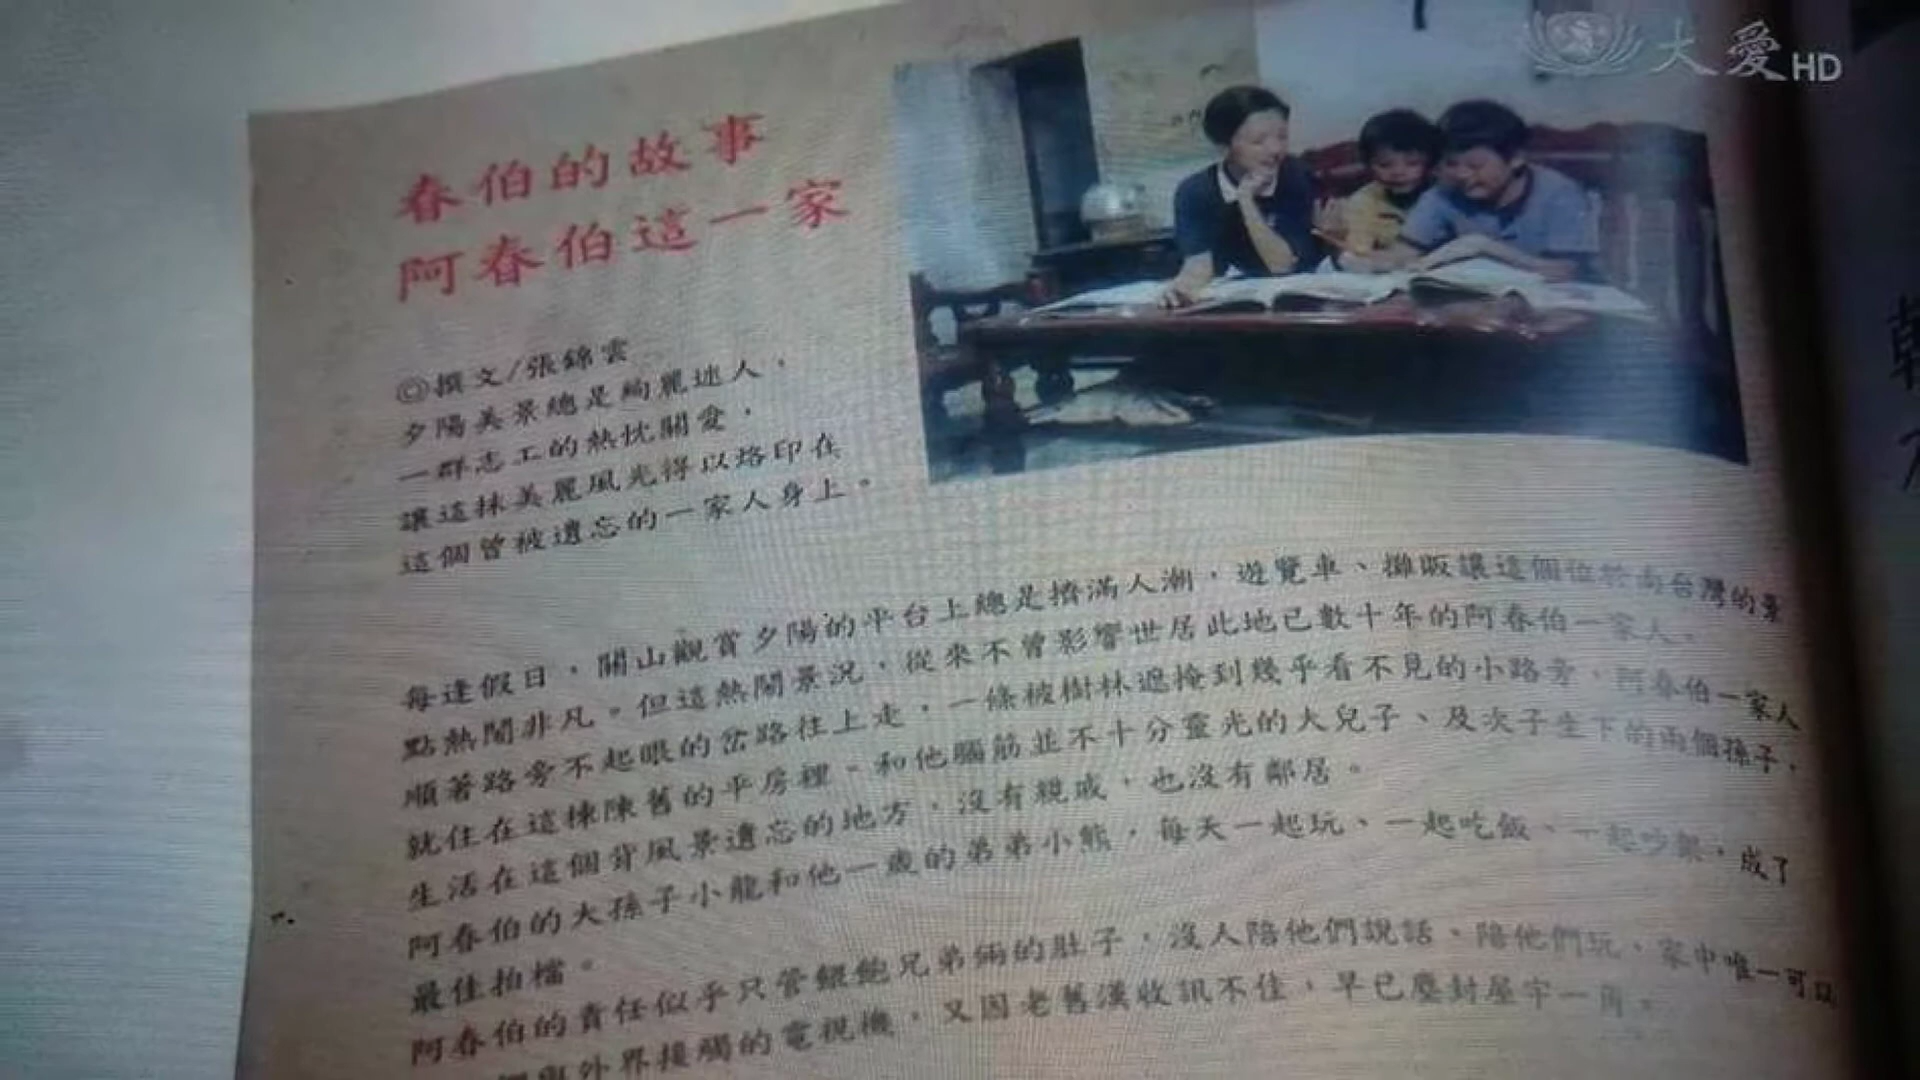 大愛HD
春伯的故事
阿春伯這一家
◎撰文/張錦雲
夕陽美景總是絢麗迷人,
一群志工的熱忱關愛,
讓這抹美麗風光得以烙印在
這個曾被遺忘的一家人身上。
每逢假日,關山觀賞夕陽的平台上總是擠滿人潮,遊覽車、攤販讓這個位於南台灣的景
點熱鬧非凡。但這熱鬧景況,從來不曾影響世居此地已數十年的阿春伯一家人。
順著路旁不起眼的岔路往上走,一條被樹林遮掩到幾乎看不見的小路旁,阿春伯一家人
就住在這棟陳舊的平房裡。和他腦筋並不十分靈光的大兒子、及次子生下的兩個孫子,
生活在這個背風景遺忘的地方,沒有親戚,也沒有鄰居。
阿春伯的大孫子小龍和他一歲的弟弟小熊,每天一起玩、一起吃飯、一起吵架,成了
最佳拍檔。
阿春伯的責任似乎只管餵飽兄弟倆的肚子,沒人陪他們說話、陪他們玩、家中唯一可以
與外界接觸的電視機,又因老舊漢收訊不佳,早已塵封屋牢一角。